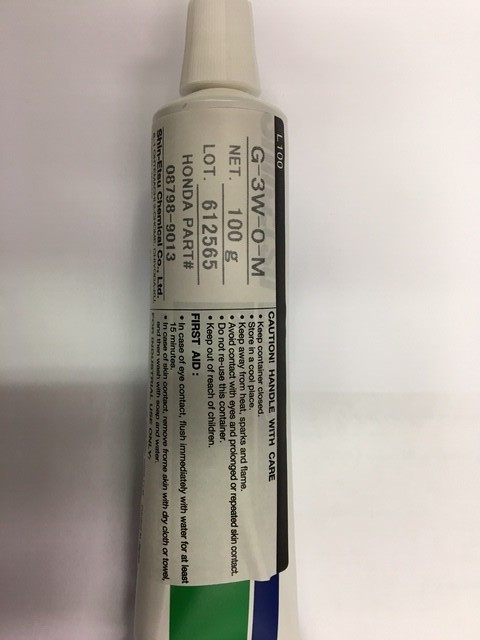 L100
G-3W-O-M
NET. 100 g
LOT. 612565
HONDA PART#
08798-9013
Shin-Etsu Chemical Co., Ltd.
CAUTION! HANDLE WITH CARE
• Keep container closed.
• Store in a cool place.
• Keep away from heat, sparks and flame.
• Avoid contact with eyes and prolonged or repeated skin contact.
• Do not re-use this container.
• Keep out of reach of children.
FIRST AID:
• In case of eye contact, flush immediately with water for at least
15 minutes.
• In case of skin contact, remove frome skin with dry cloth or towel,
and then wash with soap and water.
FOR INDUSTRIAL USE ONLY.